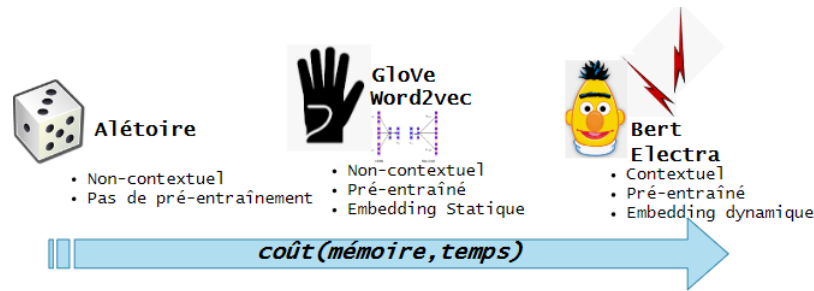 Alétoire
• Non-contextuel
• Pas de pré-entraînement
GloVe
Word2vec
• Non-contextuel
• Pré-entraîné
• Embedding Statique
Bert
Electra
• Contextuel
• Pré-entraîné
• Embedding dynamique
coût(mémoire,temps)